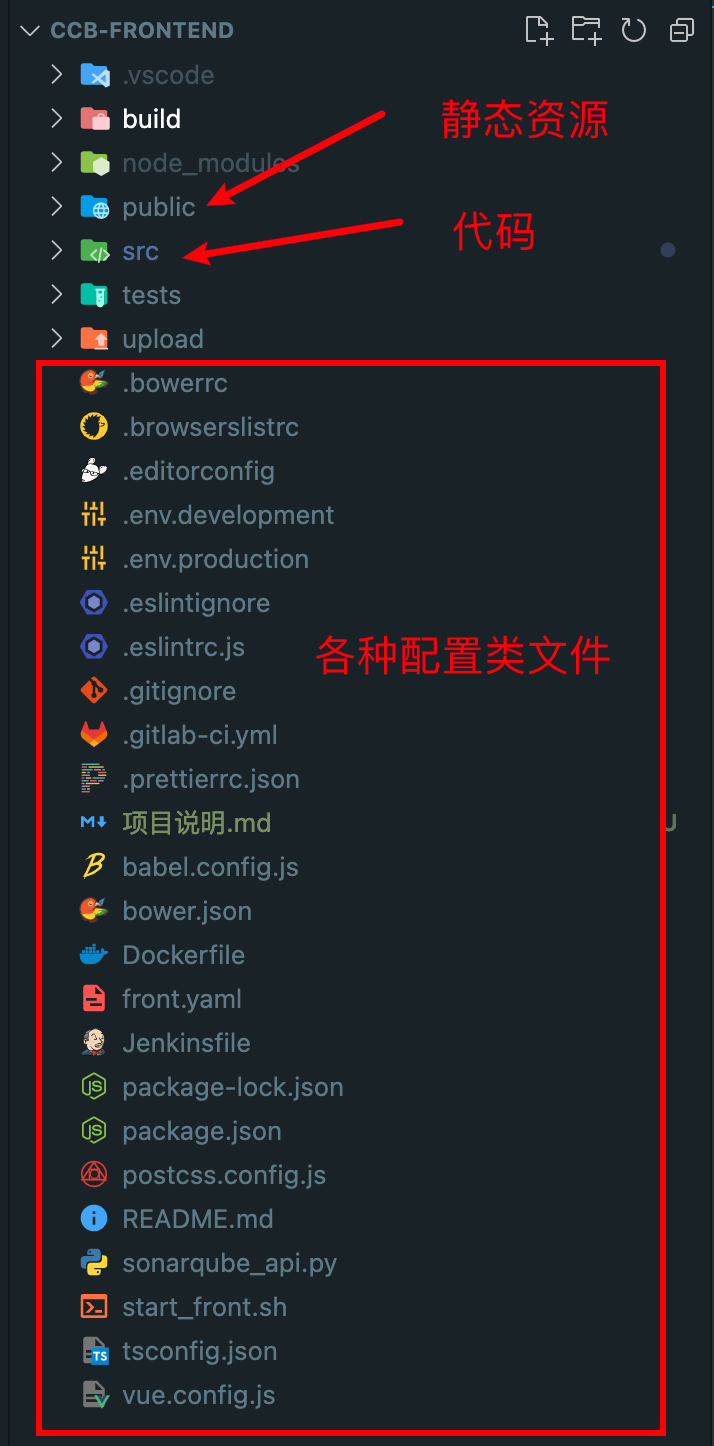 CCB-FRONTEND
.vscode
build
静态资源
node_modules
public
代码
src
tests
upload
.bowerrc
.browserslistrc
.editorconfig
.env.development
.env.production
.eslintignore
各种配置类文件
.eslintrc.js
.gitignore
.gitlab-ci.yml
.prettierrc.json
项目说明.md
U
babel.config.js
bower.json
Dockerfile
front.yaml
Jenkinsfile
package-lock.json
package.json
postcss.config.js
README.md
sonarqube_api.py
start_front.sh
tsconfig.json
vue.config.js